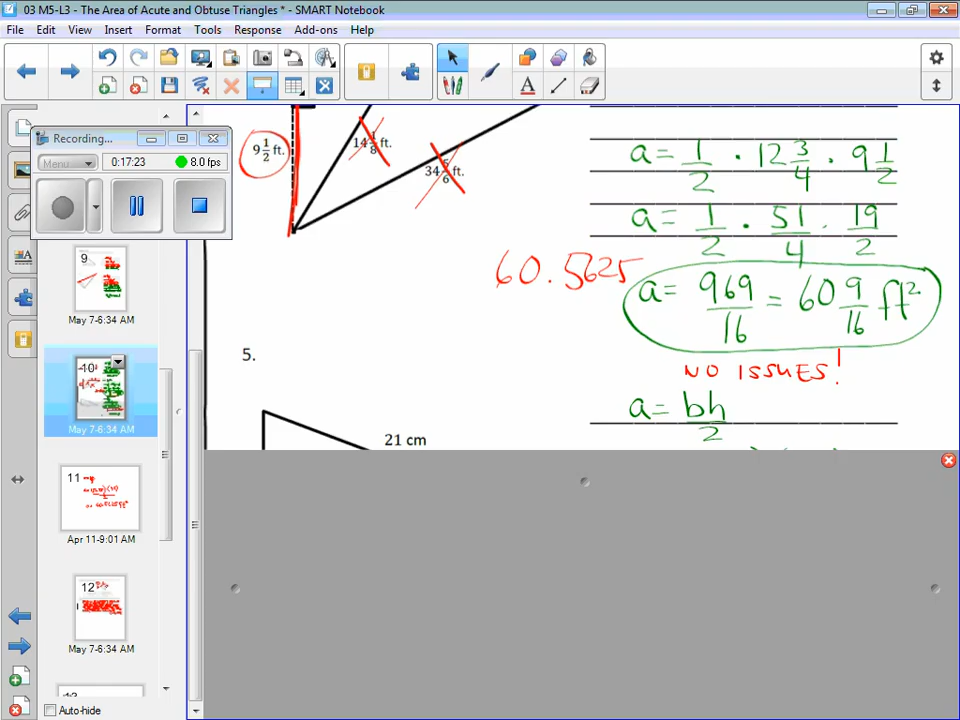 03 M5-L3 - The Area of Acute and Obtuse Triangles * - SMART Notebook
File Edit View Insert Format Tools Response Add-ons Help
Recording...
Menu 0:17:23 8.0 fps
9
May 7-6:34 AM
10
May 7-6:34 AM
11
Apr 11-9:01 AM
12
May 7-6:34 AM
Auto-hide
9 1/2 ft.
14 1/8 ft.
34 5/6 ft.
a = 1/2 · 12 3/4 · 9 1/2
a = 1/2 · 51/4 · 19/2
60.5625
a = 969/16 = 60 9/16 ft²
NO ISSUES!
5.
a = bh/2
21 cm